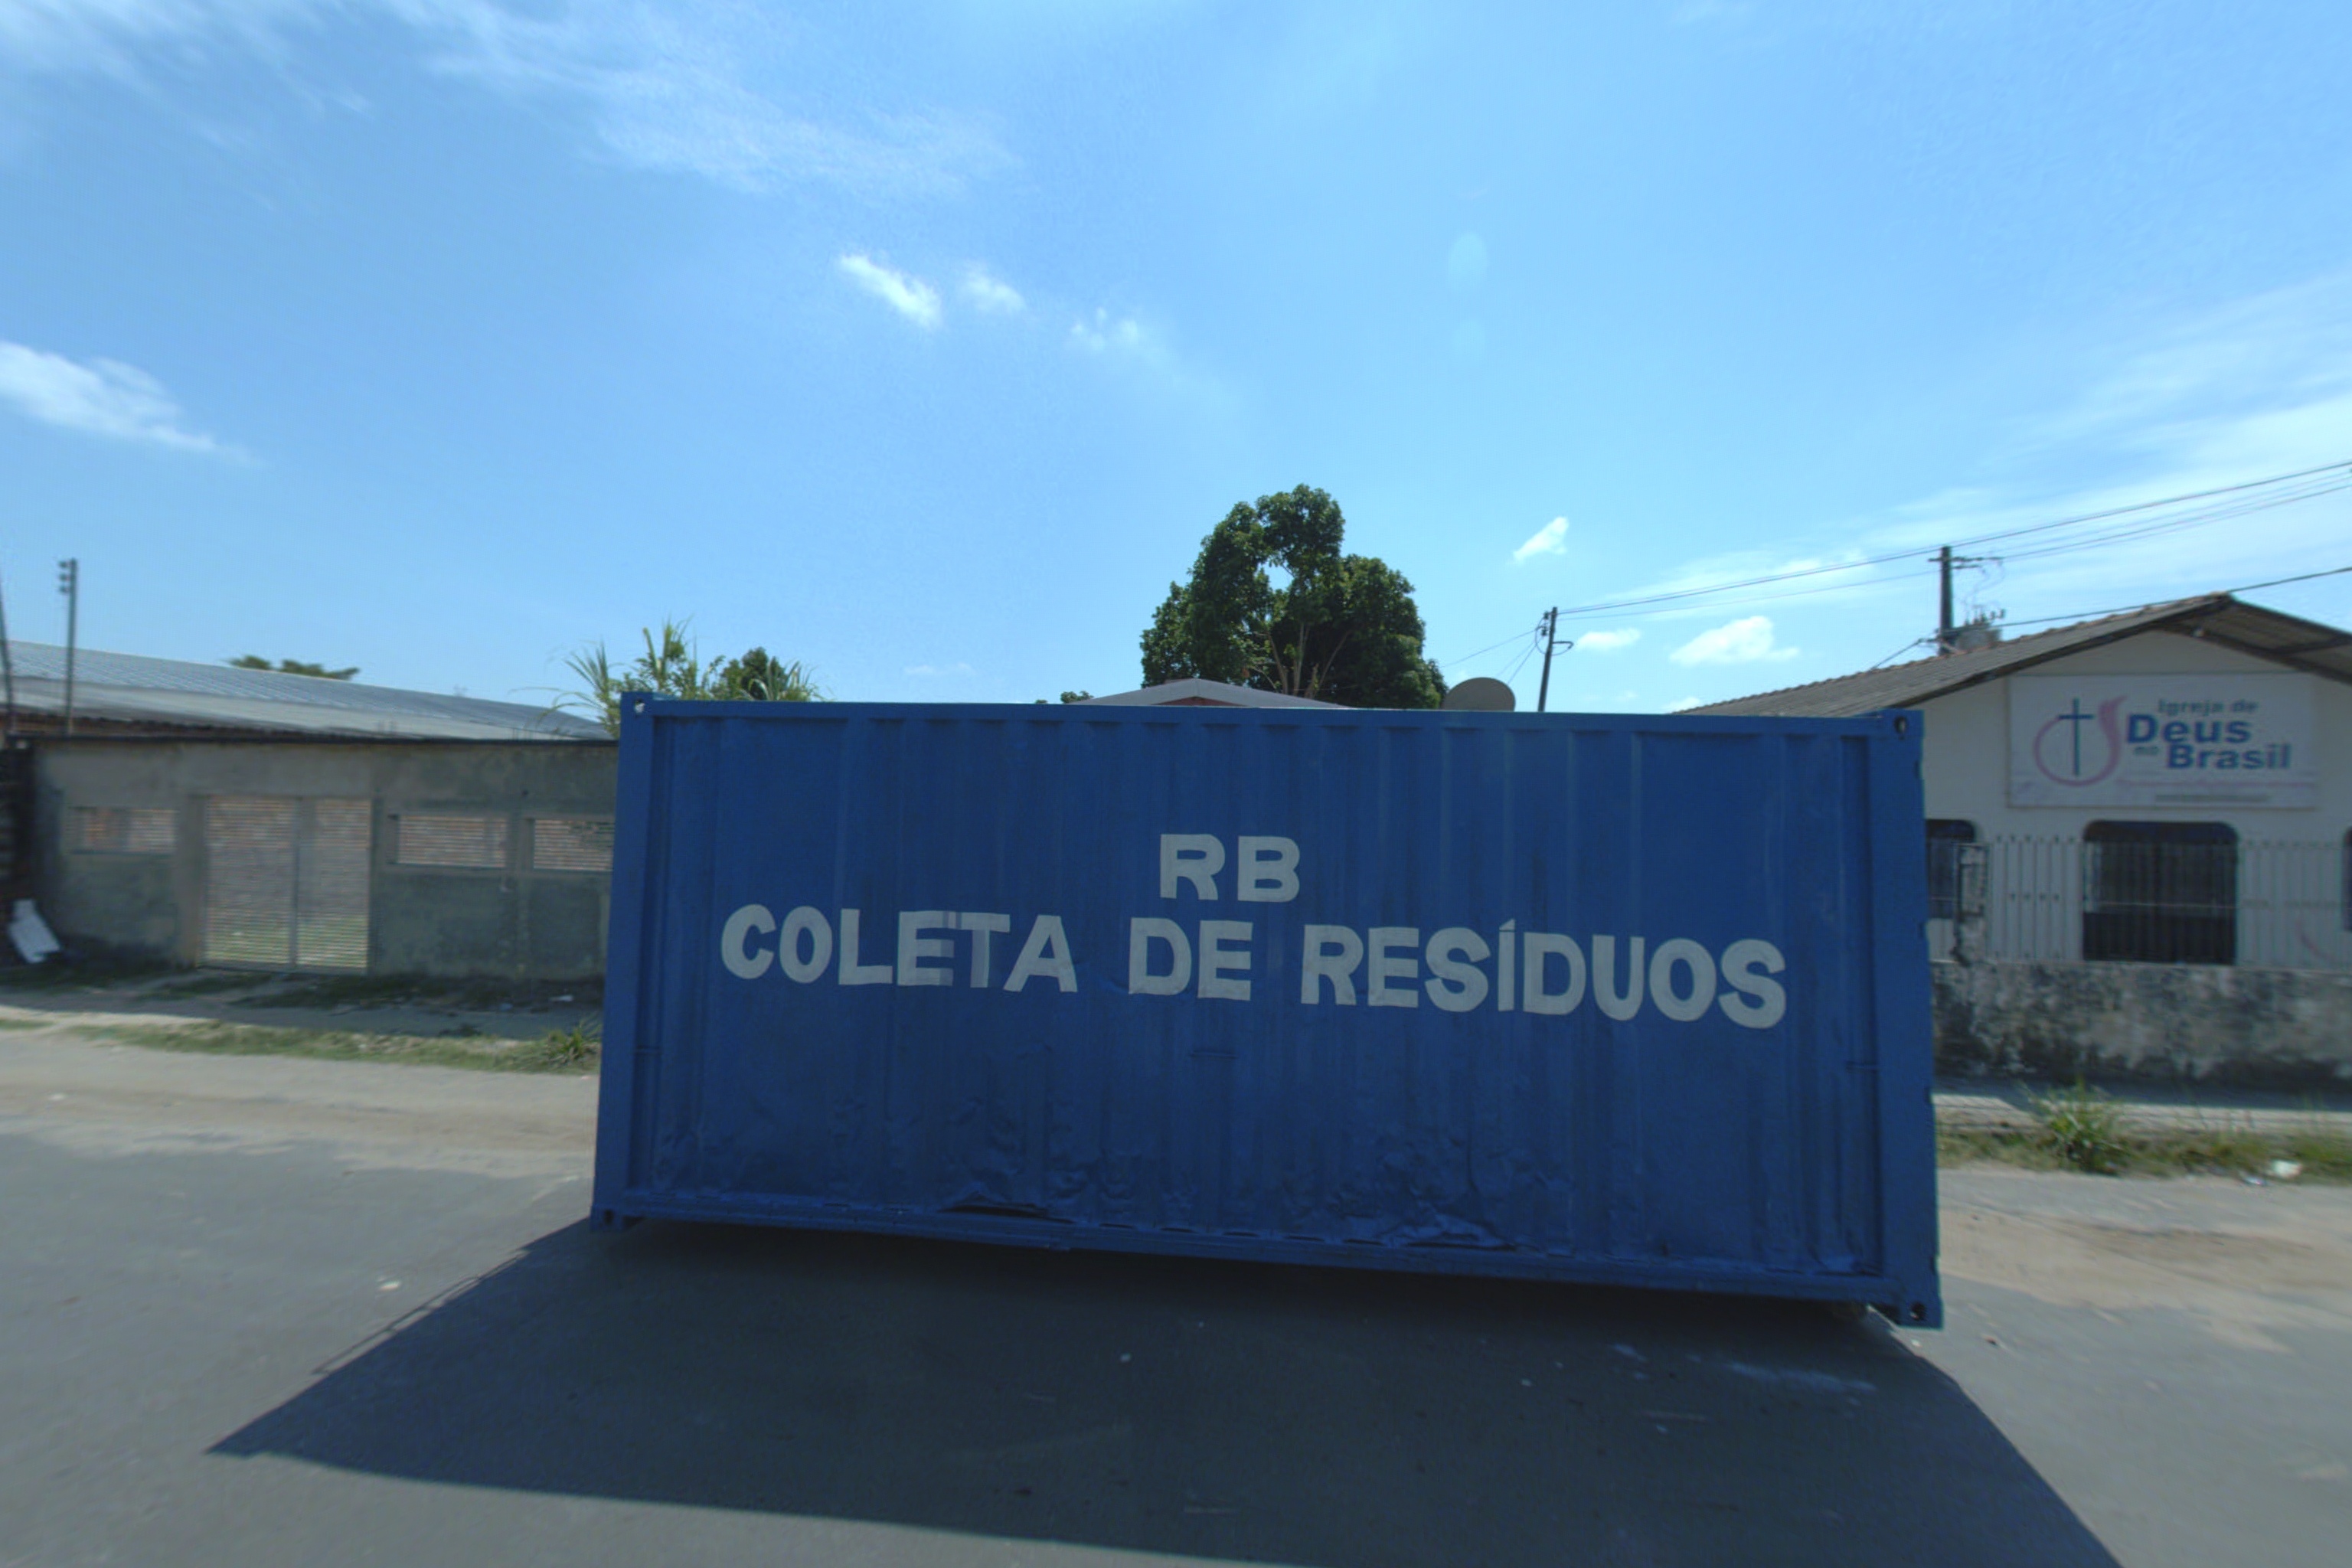 RB
COLETA DE RESÍDUOS
Igreja de
Deus
no Brasil